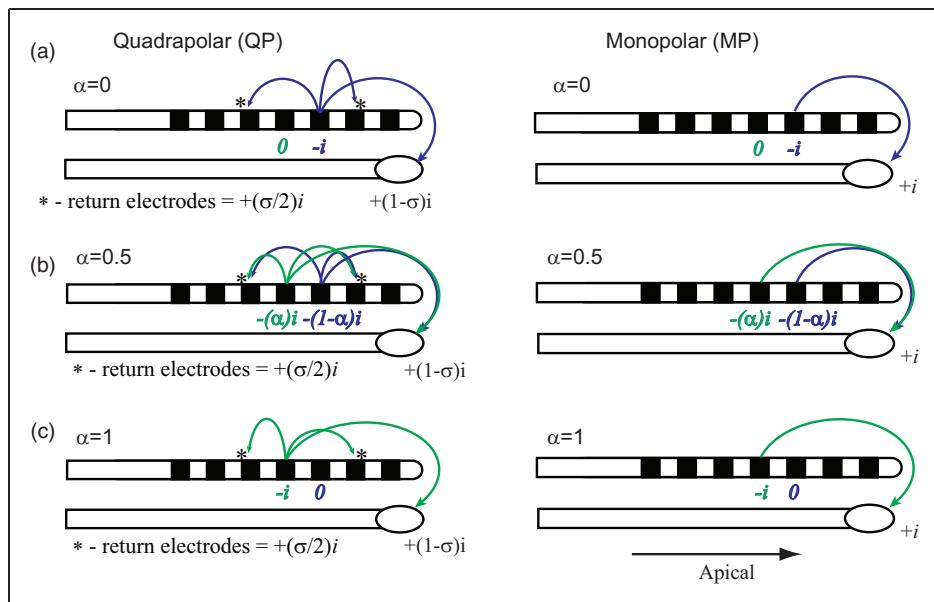 Quadrapolar (QP) Monopolar (MP)
(a)
α=0 α=0
* *
0 -i 0 -i
* - return electrodes = +(σ/2)i +(1-σ)i +i
(b)
α=0.5 α=0.5
* *
-(α)i -(1-α)i -(α)i -(1-α)i
* - return electrodes = +(σ/2)i +(1-σ)i +i
(c)
α=1 α=1
* *
-i 0 -i 0
* - return electrodes = +(σ/2)i +(1-σ)i +i
Apical